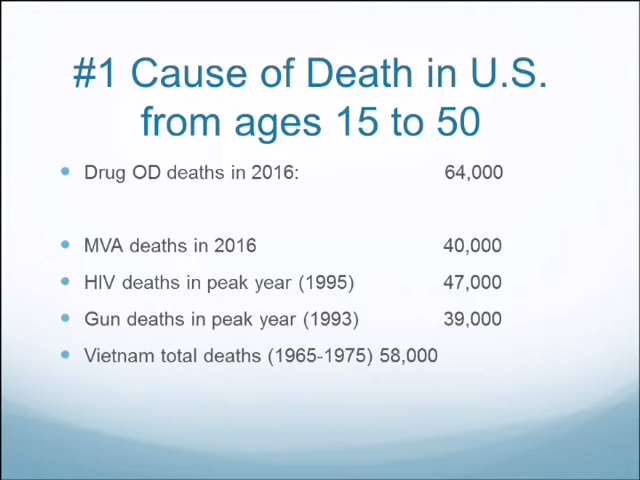 #1 Cause of Death in U.S.
from ages 15 to 50
Drug OD deaths in 2016: 64,000
MVA deaths in 2016 40,000
HIV deaths in peak year (1995) 47,000
Gun deaths in peak year (1993) 39,000
Vietnam total deaths (1965-1975) 58,000